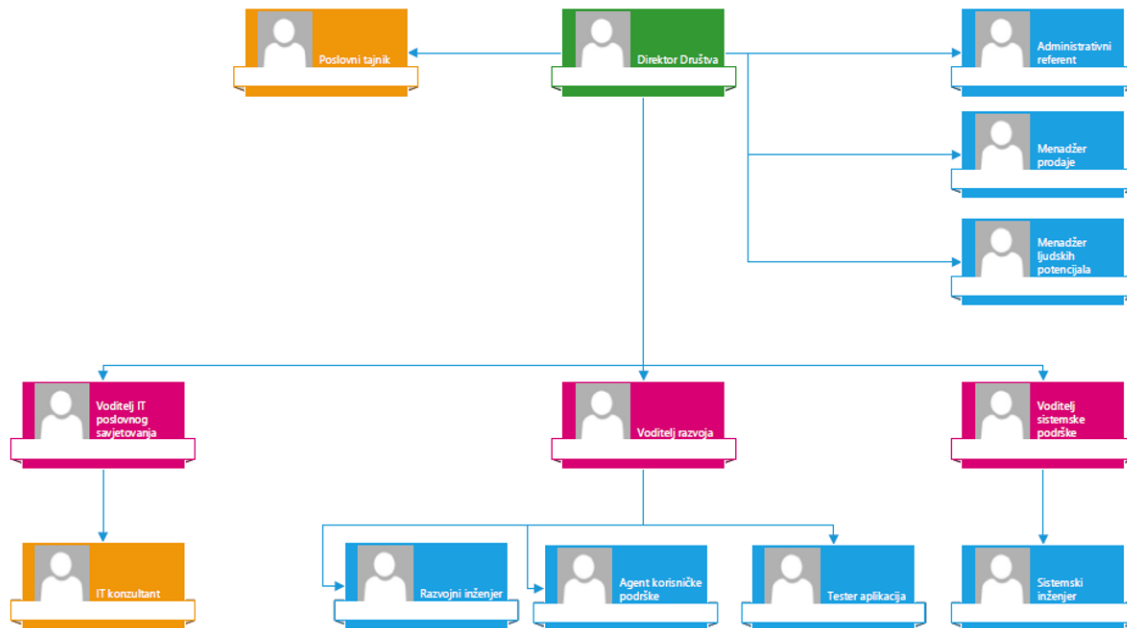 Poslovni tajnik
Direktor Društva
Administrativni
referent
Menadžer
prodaje
Menadžer
ljudskih
potencijala
Voditelj IT
poslovnog
savjetovanja
Voditelj razvoja
Voditelj
sistemske
podrške
IT konzultant
Razvojni inženjer
Agent korisničke
podrške
Tester aplikacija
Sistemski
inženjer